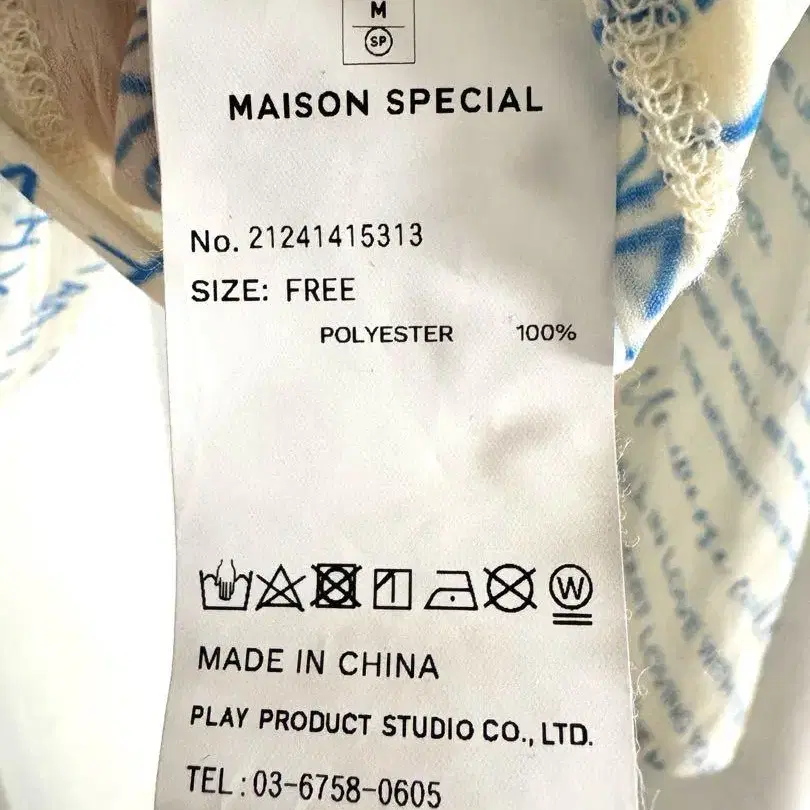 M
SP
MAISON SPECIAL
No. 21241415313
SIZE: FREE
POLYESTER 100%
W
MADE IN CHINA
PLAY PRODUCT STUDIO CO., LTD.
TEL:03-6758-0605